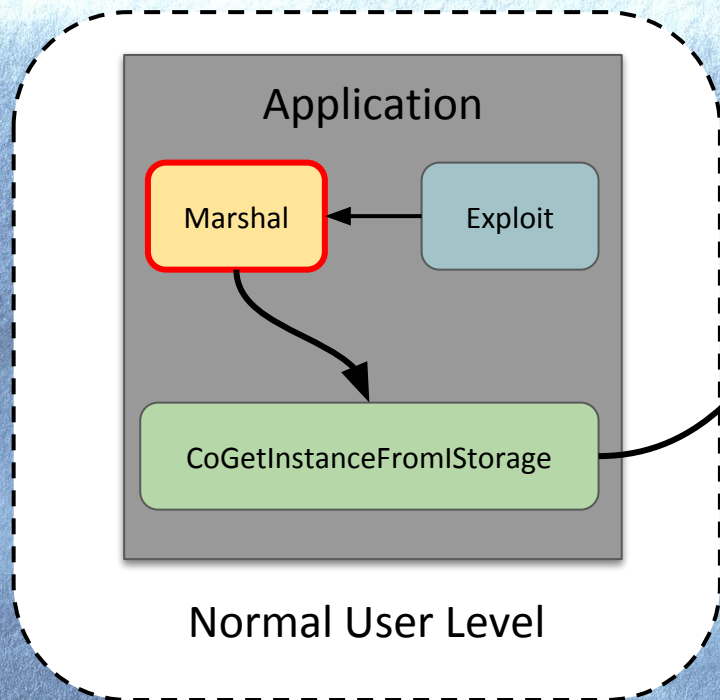 Application
Marshal
Exploit
CoGetInstanceFromIStorage
Normal User Level